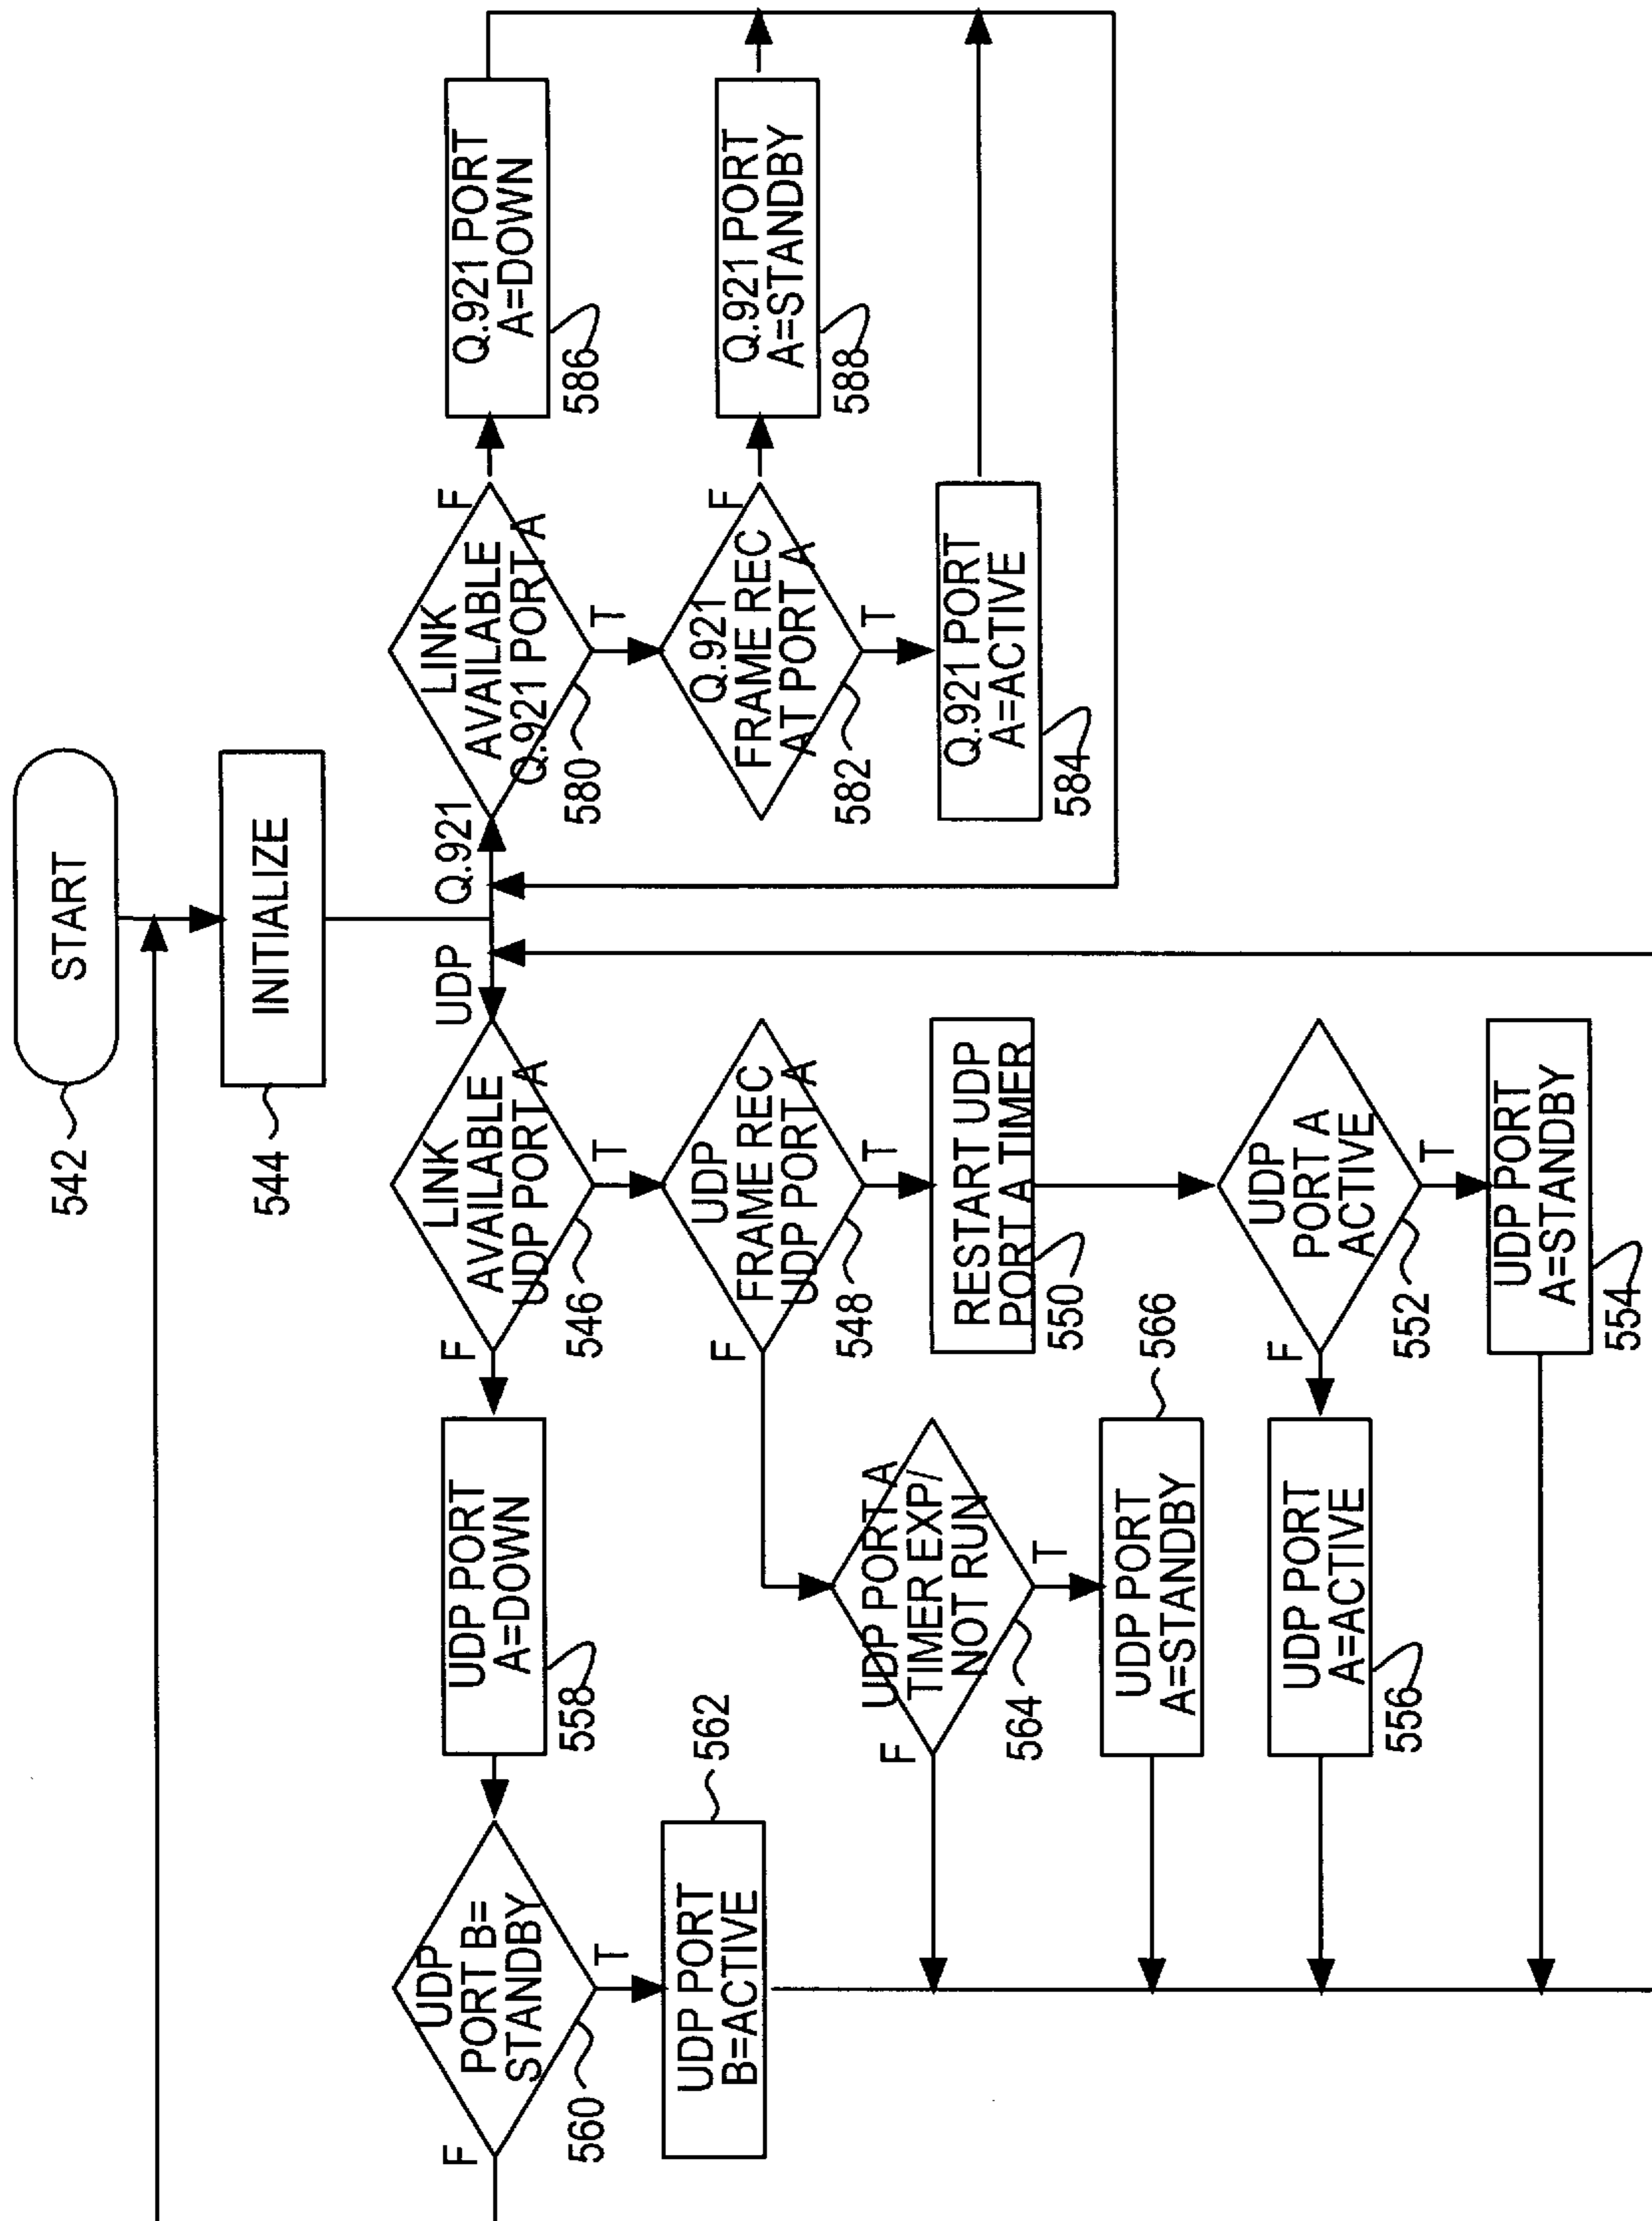 START
542
INITIALIZE
544
UDP
Q.921
LINK
AVAILABLE
Q.921 PORT A
F
T
580
Q.921 PORT
A=DOWN
586
Q.921
FRAME REC
AT PORT A
F
T
582
Q.921 PORT
A=STANDBY
588
Q.921 PORT
A=ACTIVE
584
LINK
AVAILABLE
UDP PORT A
F
T
546
UDP PORT
A=DOWN
558
UDP
PORT B=
STANDBY
F
T
560
UDP PORT
B=ACTIVE
562
UDP
FRAME REC
UDP PORT A
F
T
548
RESTART UDP
PORT A TIMER
550
UDP PORT A
TIMER EXP/
NOT RUN
F
T
564
UDP PORT
A=STANDBY
566
UDP
PORT A
ACTIVE
F
T
552
UDP PORT
A=ACTIVE
556
UDP PORT
A=STANDBY
554